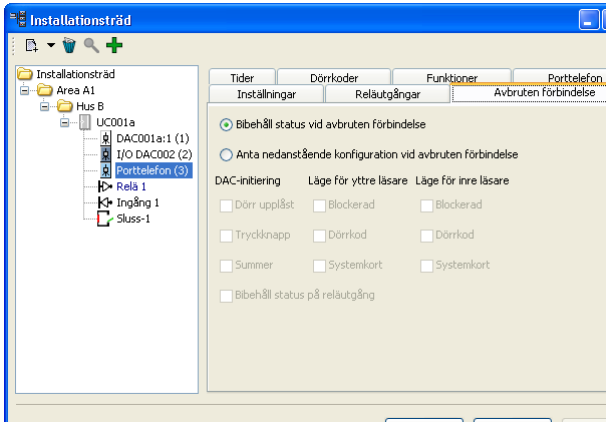 Installationsträd
Installationsträd
Area A1
Hus B
UC001a
DAC001a:1 (1)
I/O DAC002 (2)
Porttelefon (3)
Relä 1
Ingång 1
Sluss-1
Tider Dörrkoder Funktioner Porttelefon
Inställningar Reläutgångar Avbruten förbindelse
Bibehåll status vid avbruten förbindelse
Anta nedanstående konfiguration vid avbruten förbindelse
DAC-initiering Läge för yttre läsare Läge för inre läsare
Dörr upplåst Blockerad Blockerad
Tryckknapp Dörrkod Dörrkod
Summer Systemkort Systemkort
Bibehåll status på reläutgång